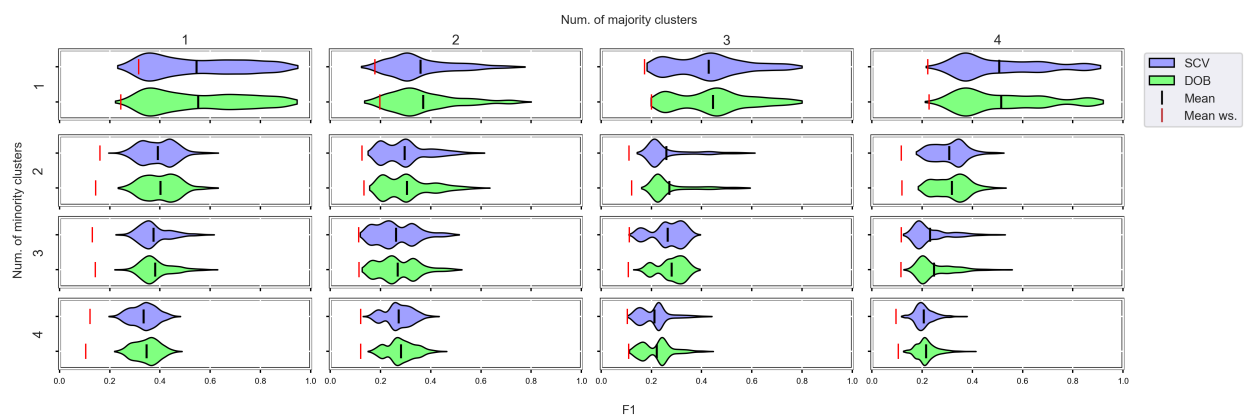 Num. of majority clusters
1 2 3 4
SCV
DOB
Mean
Mean ws.
Num. of minority clusters
1
2
3
4
0.0 0.2 0.4 0.6 0.8 1.0 0.0 0.2 0.4 0.6 0.8 1.0 0.0 0.2 0.4 0.6 0.8 1.0 0.0 0.2 0.4 0.6 0.8 1.0
F1